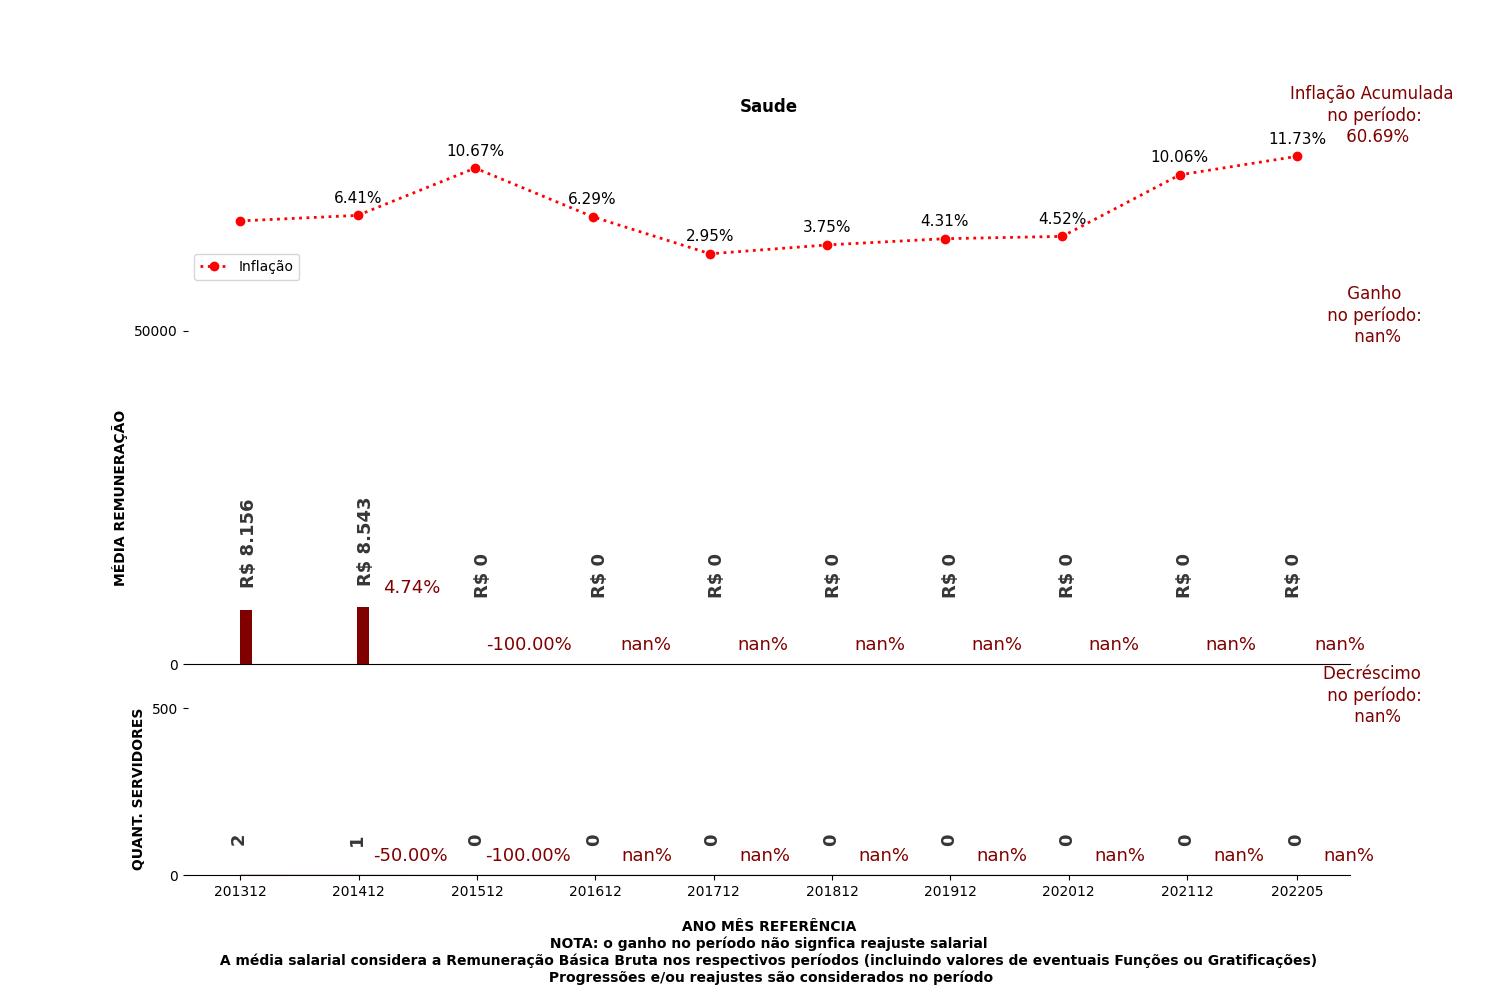 Saude
Inflação Acumulada
no período:
60.69%
6.41%
10.67%
6.29%
2.95%
3.75%
4.31%
4.52%
10.06%
11.73%
Inflação
Ganho
no período:
nan%
50000
0
MÉDIA REMUNERAÇÃO
R$ 8.156
R$ 8.543
R$ 0
R$ 0
R$ 0
R$ 0
R$ 0
R$ 0
R$ 0
R$ 0
4.74%
-100.00%
nan%
nan%
nan%
nan%
nan%
nan%
nan%
Decréscimo
no período:
nan%
500
0
QUANT. SERVIDORES
2
1
0
0
0
0
0
0
0
0
-50.00%
-100.00%
nan%
nan%
nan%
nan%
nan%
nan%
nan%
201312
201412
201512
201612
201712
201812
201912
202012
202112
202205
ANO MÊS REFERÊNCIA
NOTA: o ganho no período não signfica reajuste salarial
A média salarial considera a Remuneração Básica Bruta nos respectivos períodos (incluindo valores de eventuais Funções ou Gratificações)
Progressões e/ou reajustes são considerados no período